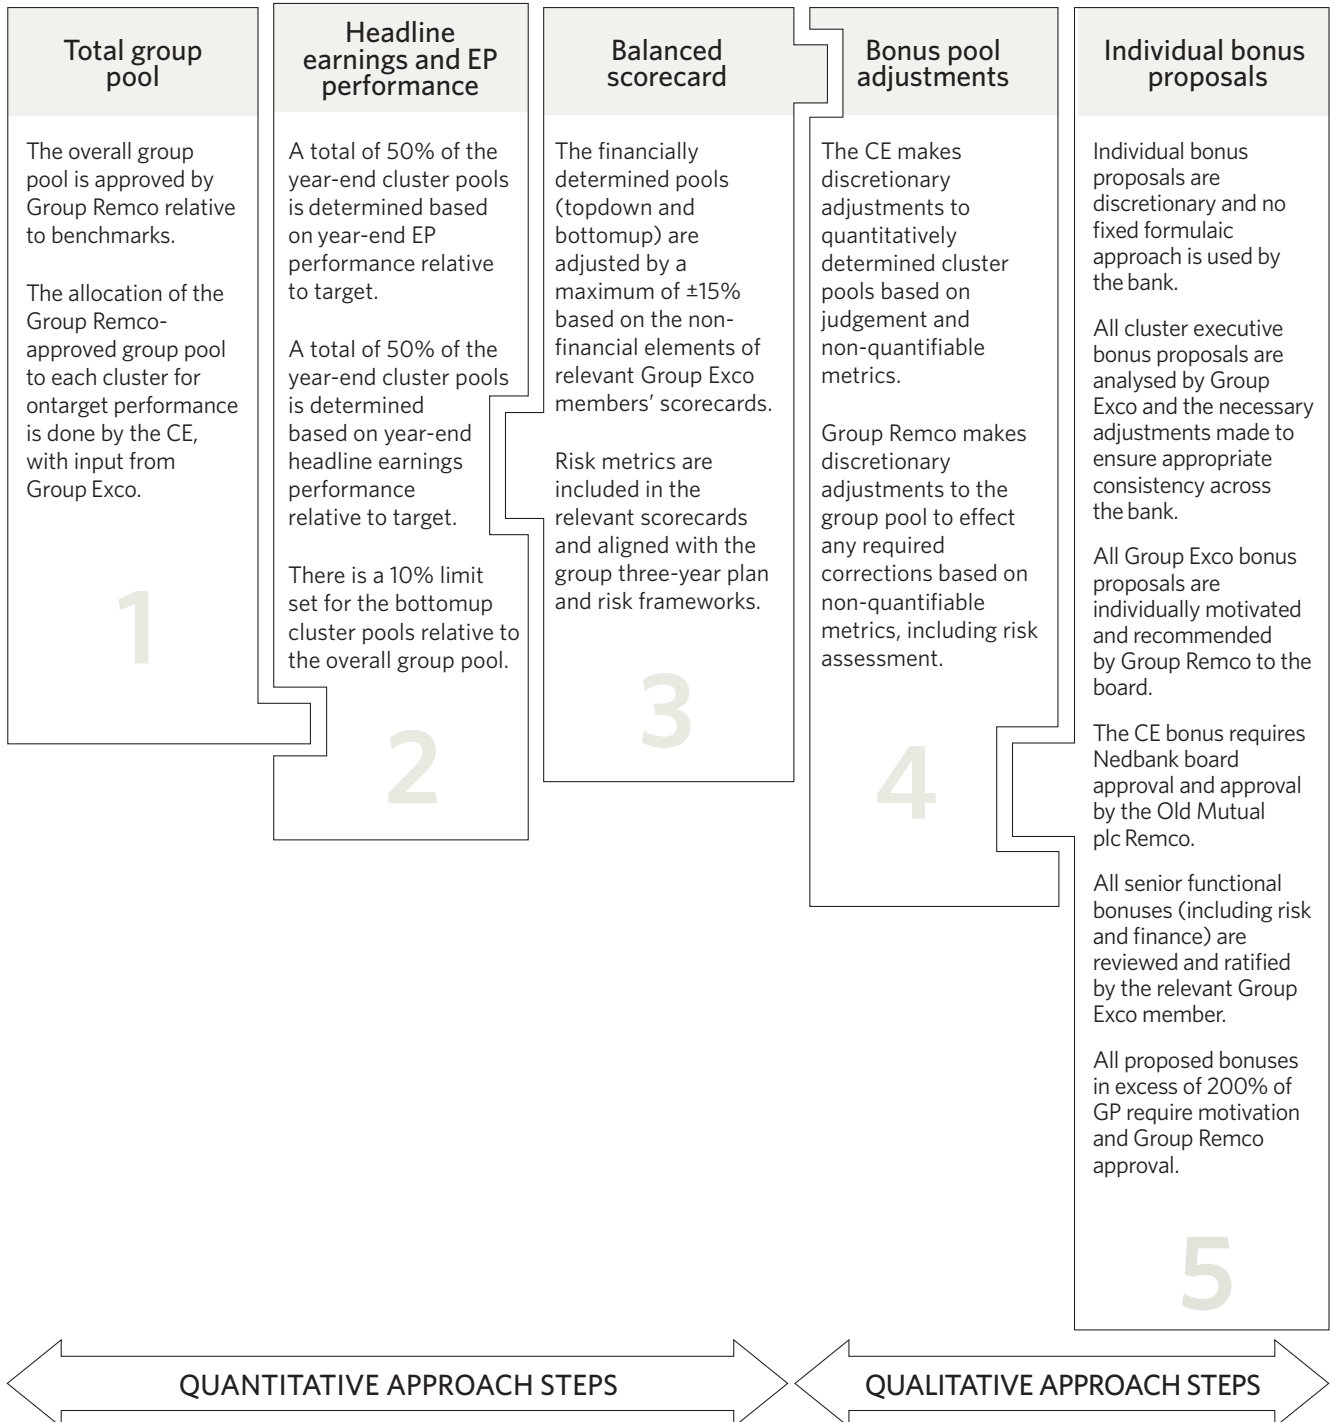 Total group
pool
The overall group
pool is approved by
Group Remco relative
to benchmarks.
The allocation of the
Group Remco-
approved group pool
to each cluster for
ontarget performance
is done by the CE,
with input from
Group Exco.
1
Headline
earnings and EP
performance
A total of 50% of the
year-end cluster pools
is determined based
on year-end EP
performance relative
to target.
A total of 50% of the
year-end cluster pools
is determined
based on year-end
headline earnings
performance
relative to target.
There is a 10% limit
set for the bottomup
cluster pools relative to
the overall group pool.
2
Balanced
scorecard
The financially
determined pools
(topdown and
bottomup) are
adjusted by a
maximum of ±15%
based on the non-
financial elements of
relevant Group Exco
members’ scorecards.
Risk metrics are
included in the
relevant scorecards
and aligned with the
group three-year plan
and risk frameworks.
3
Bonus pool
adjustments
The CE makes
discretionary
adjustments to
quantitatively
determined cluster
pools based on
judgement and
non-quantifiable
metrics.
Group Remco makes
discretionary
adjustments to the
group pool to effect
any required
corrections based on
non-quantifiable
metrics, including risk
assessment.
4
Individual bonus
proposals
Individual bonus
proposals are
discretionary and no
fixed formulaic
approach is used by
the bank.
All cluster executive
bonus proposals are
analysed by Group
Exco and the necessary
adjustments made to
ensure appropriate
consistency across
the bank.
All Group Exco bonus
proposals are
individually motivated
and recommended
by Group Remco to the
board.
The CE bonus requires
Nedbank board
approval and approval
by the Old Mutual
plc Remco.
All senior functional
bonuses (including risk
and finance) are
reviewed and ratified
by the relevant Group
Exco member.
All proposed bonuses
in excess of 200% of
GP require motivation
and Group Remco
approval.
5
QUANTITATIVE APPROACH STEPS
QUALITATIVE APPROACH STEPS